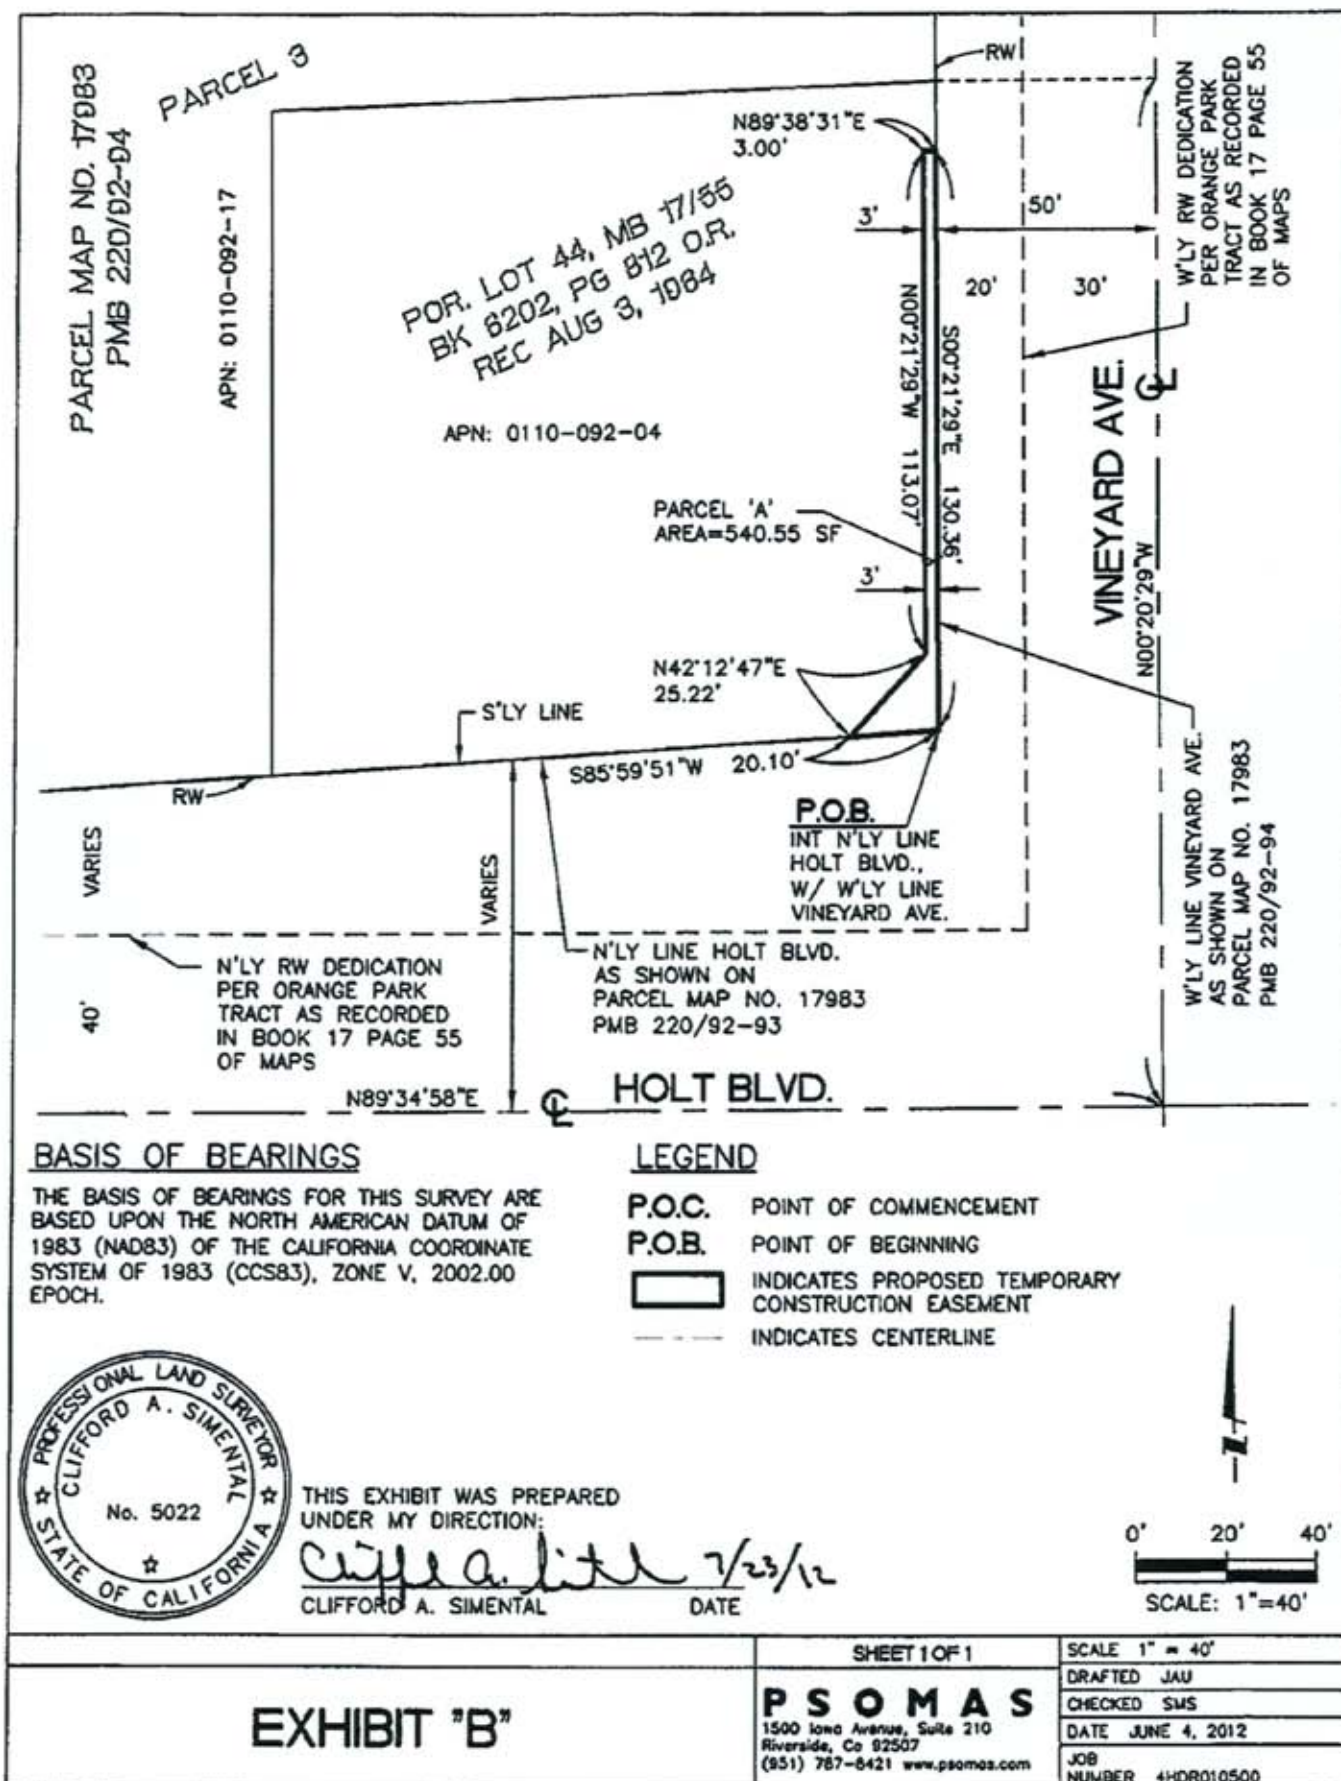 PARCEL MAP NO. 17983
PMB 220/92-94
PARCEL 3
APN: 0110-092-17
POR. LOT 44, MB 17/55
BK 8202, PG 812 O.R.
REC AUG 3, 1984
APN: 0110-092-04
N89°38'31"E
3.00'
RW
3'
50'
20'
30'
W'LY RW DEDICATION
PER ORANGE PARK
TRACT AS RECORDED
IN BOOK 17 PAGE 55
OF MAPS
N00°21'29"W 113.07'
S00°21'29"E 130.36'
PARCEL 'A'
AREA=540.55 SF
3'
VINEYARD AVE.
CL
N00°20'29"W
N42°12'47"E
25.22'
S'LY LINE
RW
S85°59'51"W 20.10'
P.O.B.
INT N'LY LINE
HOLT BLVD.,
W/ W'LY LINE
VINEYARD AVE.
W'LY LINE VINEYARD AVE.
AS SHOWN ON
PARCEL MAP NO. 17983
PMB 220/92-94
VARIES
VARIES
40'
N'LY RW DEDICATION
PER ORANGE PARK
TRACT AS RECORDED
IN BOOK 17 PAGE 55
OF MAPS
N'LY LINE HOLT BLVD.
AS SHOWN ON
PARCEL MAP NO. 17983
PMB 220/92-93
N89°34'58"E
CL
HOLT BLVD.
BASIS OF BEARINGS
THE BASIS OF BEARINGS FOR THIS SURVEY ARE
BASED UPON THE NORTH AMERICAN DATUM OF
1983 (NAD83) OF THE CALIFORNIA COORDINATE
SYSTEM OF 1983 (CCS83), ZONE V, 2002.00
EPOCH.
LEGEND
P.O.C. POINT OF COMMENCEMENT
P.O.B. POINT OF BEGINNING
INDICATES PROPOSED TEMPORARY
CONSTRUCTION EASEMENT
INDICATES CENTERLINE
PROFESSIONAL LAND SURVEYOR
CLIFFORD A. SIMENTAL
No. 5022
STATE OF CALIFORNIA
THIS EXHIBIT WAS PREPARED
UNDER MY DIRECTION:
7/23/12
CLIFFORD A. SIMENTAL DATE
N
0' 20' 40'
SCALE: 1"=40'
EXHIBIT "B"
SHEET 1 OF 1
PSOMAS
1500 Iowa Avenue, Suite 210
Riverside, Ca 92507
(951) 787-8421 www.psomas.com
SCALE 1" = 40'
DRAFTED JAU
CHECKED SMS
DATE JUNE 4, 2012
JOB
NUMBER 4HDR010500